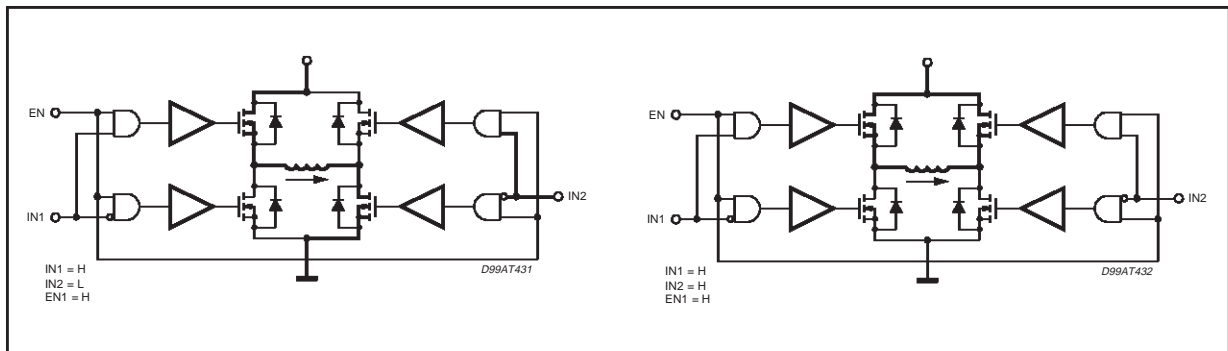 EN
IN1
IN2
IN1 = H
IN2 = L
EN1 = H
D99AT431
EN
IN1
IN2
IN1 = H
IN2 = H
EN1 = H
D99AT432